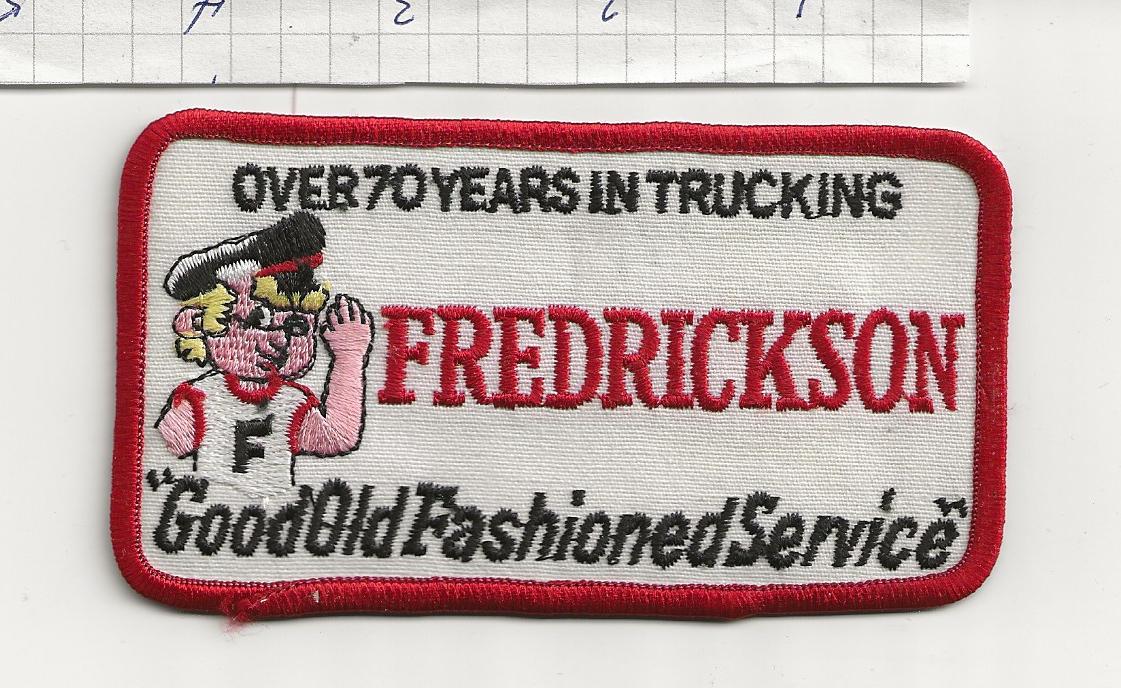 OVER 70 YEARS IN TRUCKING
FREDRICKSON
F
"Good Old Fashioned Service"